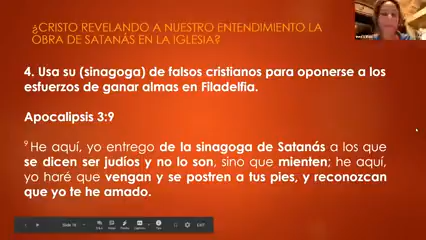 ¿CRISTO REVELANDO A NUESTRO ENTENDIMIENTO LA
OBRA DE SATANÁS EN LA IGLESIA?
4. Usa su (sinagoga) de falsos cristianos para oponerse a los
esfuerzos de ganar almas en Filadelfia.
Apocalipsis 3:9
9 He aquí, yo entrego de la sinagoga de Satanás a los que
se dicen ser judíos y no lo son, sino que mienten; he aquí,
yo haré que vengan y se postren a tus pies, y reconozcan
que yo te he amado.